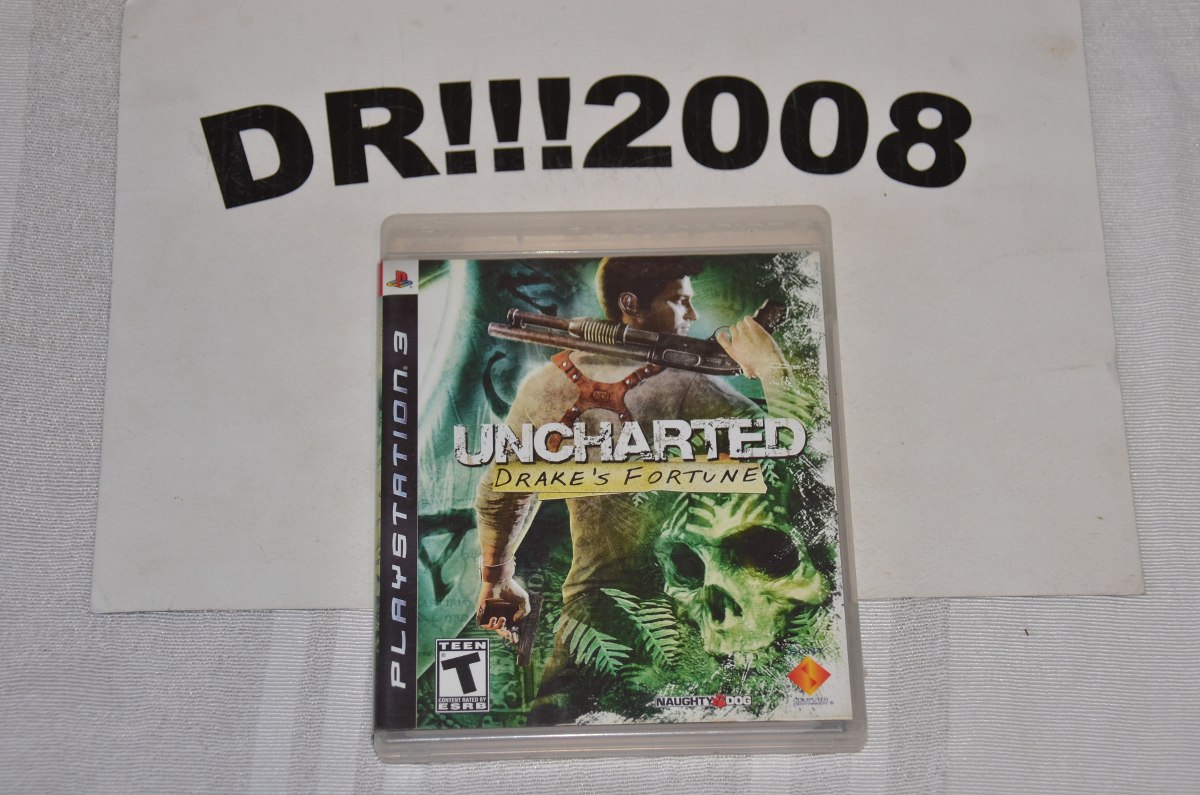 DR!!!2008
PLAYSTATION 3
UNCHARTED
DRAKE'S FORTUNE
TEEN
T
CONTENT RATED BY
ESRB
NAUGHTY DOG